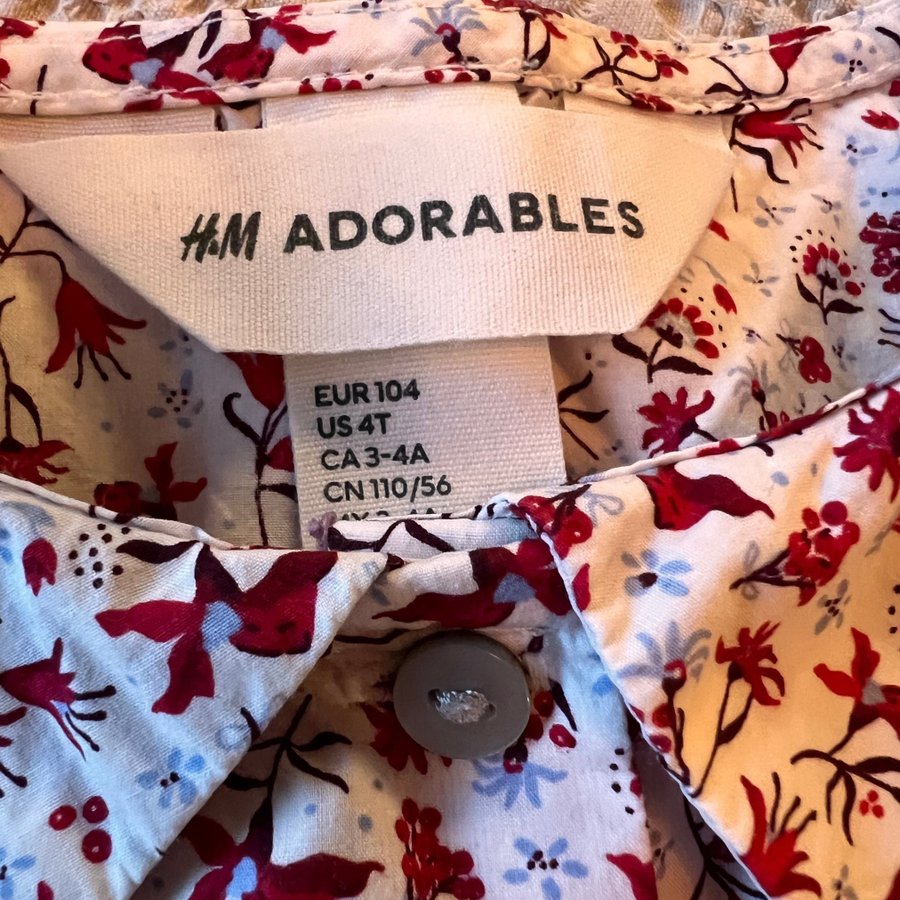 H&M ADORABLES
EUR 104
US 4T
CA 3-4A
CN 110/56